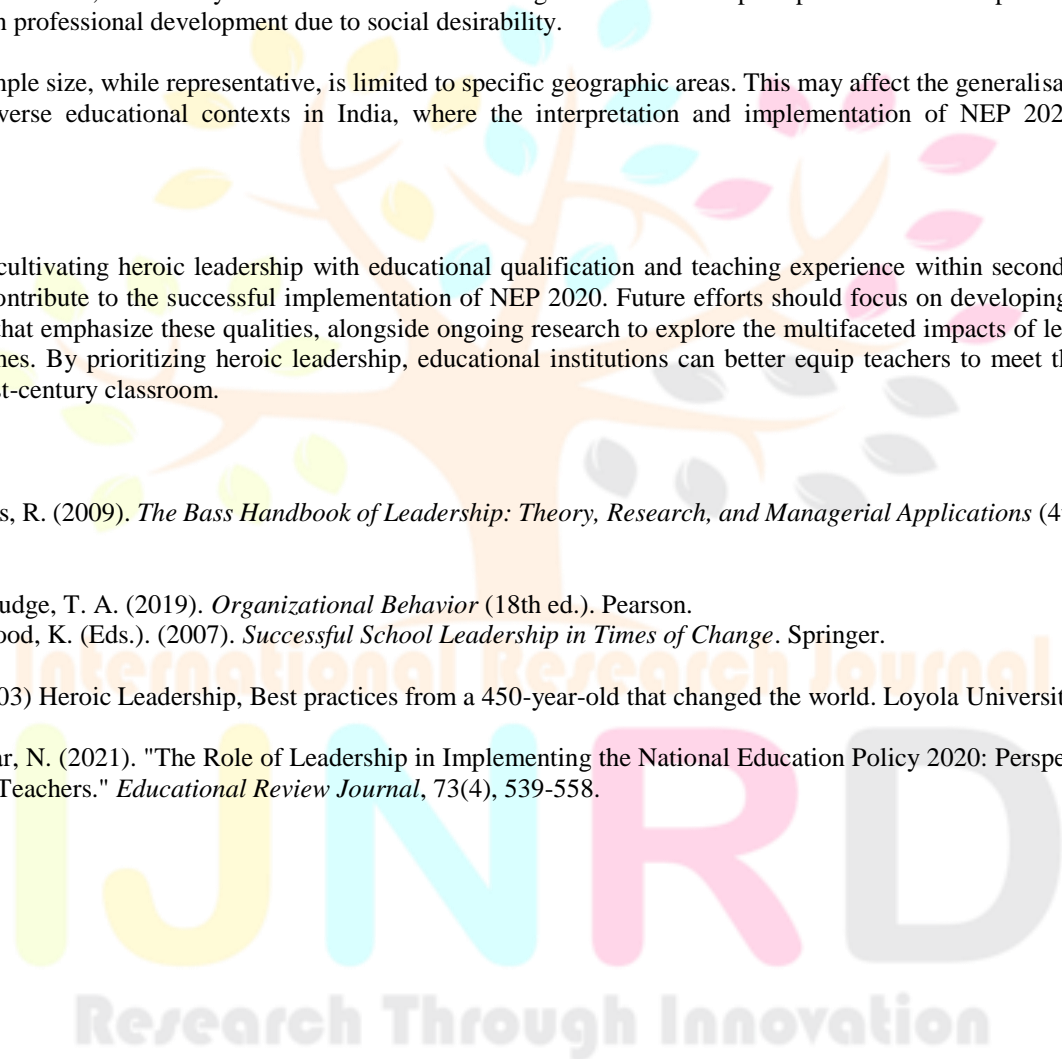 n professional development due to social desirability.
mple size, while representative, is limited to specific geographic areas. This may affect the generalisa
verse educational contexts in India, where the interpretation and implementation of NEP 202
cultivating heroic leadership with educational qualification and teaching experience within second
ontribute to the successful implementation of NEP 2020. Future efforts should focus on developing
that emphasize these qualities, alongside ongoing research to explore the multifaceted impacts of le
nes. By prioritizing heroic leadership, educational institutions can better equip teachers to meet th
st-century classroom.
s, R. (2009). The Bass Handbook of Leadership: Theory, Research, and Managerial Applications (4
udge, T. A. (2019). Organizational Behavior (18th ed.). Pearson.
ood, K. (Eds.). (2007). Successful School Leadership in Times of Change. Springer.
International Research Journal
03) Heroic Leadership, Best practices from a 450-year-old that changed the world. Loyola Universit
ar, N. (2021). "The Role of Leadership in Implementing the National Education Policy 2020: Perspe
Teachers." Educational Review Journal, 73(4), 539-558.
IJNRD
Research Through Innovation